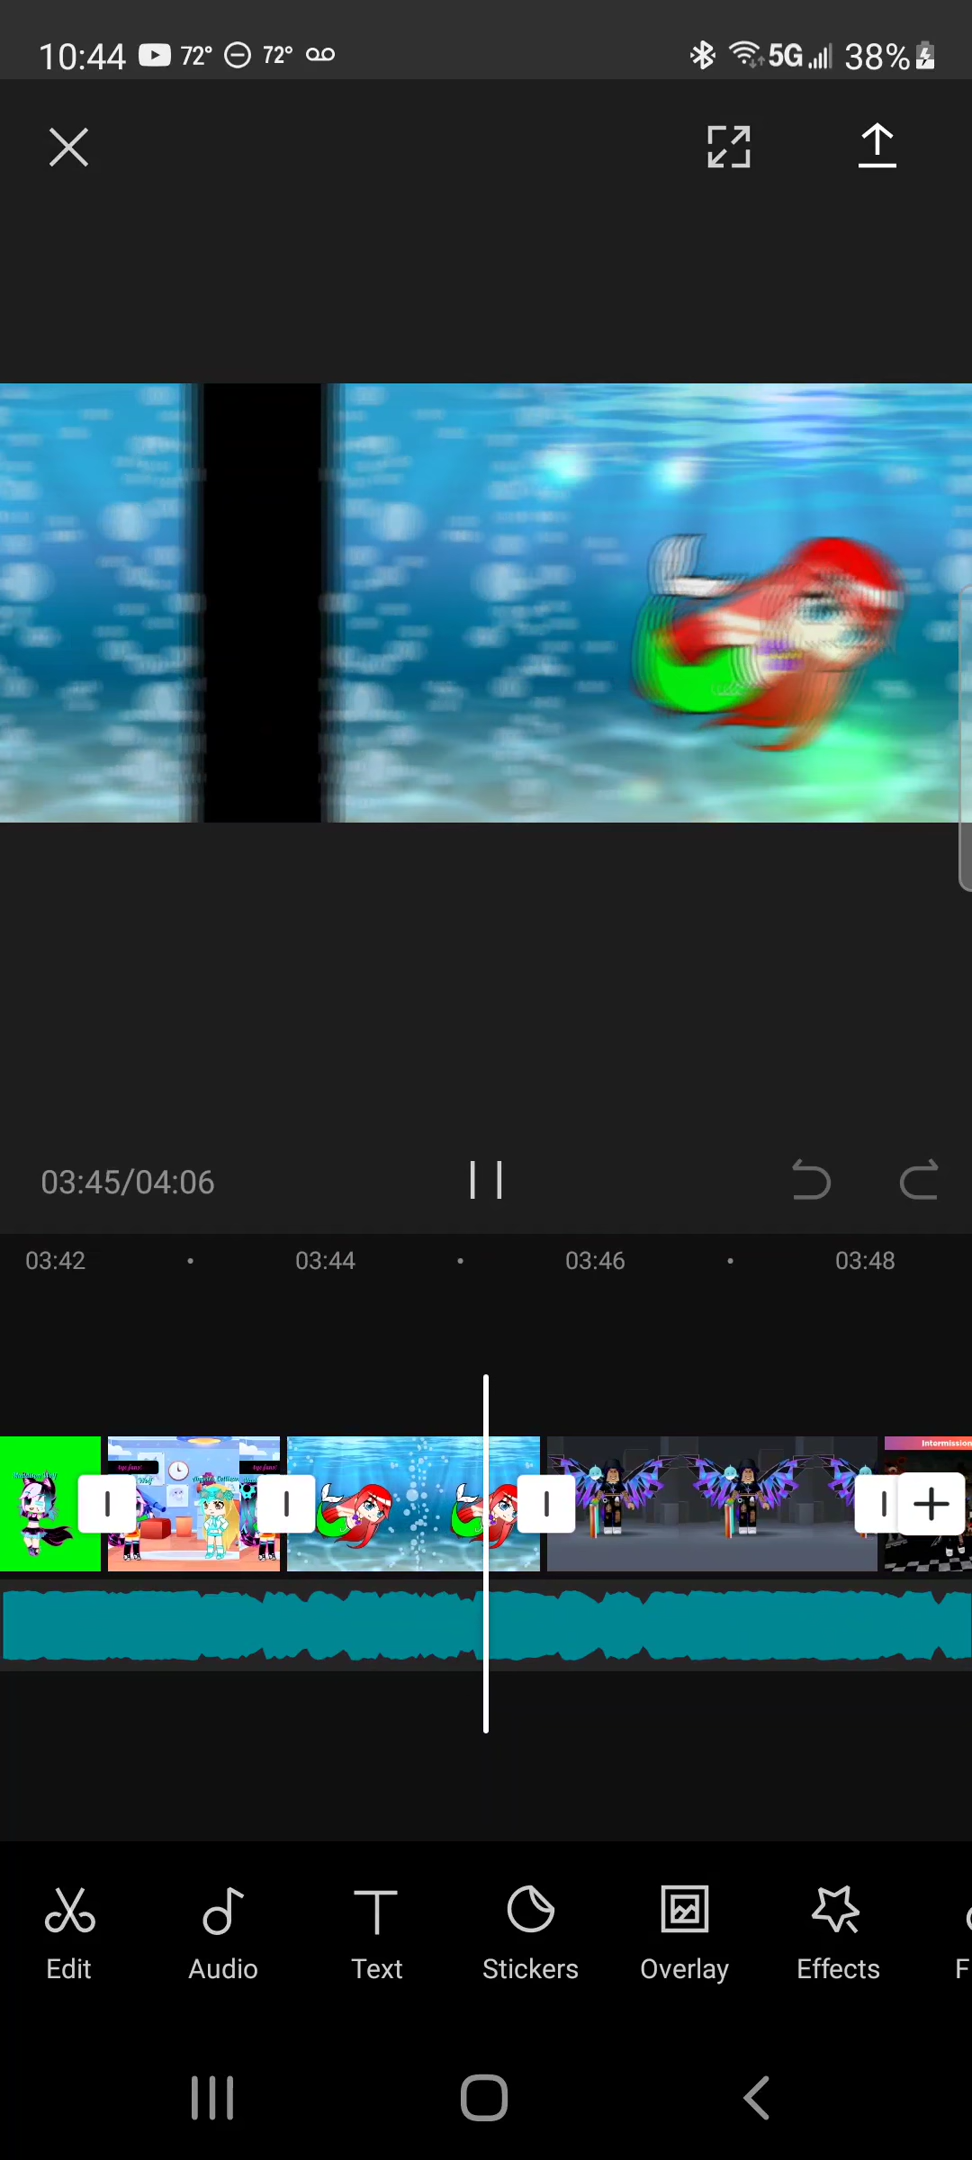 10:44 72° 72° 5G 38%
03:45/04:06
03:42 03:44 03:46 03:48
Intermission
Edit Audio Text Stickers Overlay Effects F